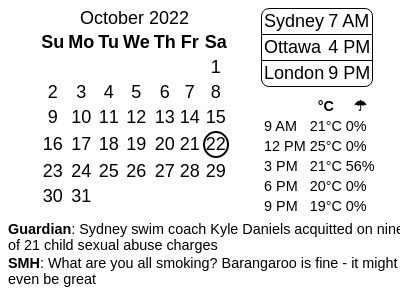 October 2022
Su Mo Tu We Th Fr Sa
1
2 3 4 5 6 7 8
9 10 11 12 13 14 15
16 17 18 19 20 21 22
23 24 25 26 27 28 29
30 31
Sydney 7 AM
Ottawa 4 PM
London 9 PM
°C ☂
9 AM 21°C 0%
12 PM 25°C 0%
3 PM 21°C 56%
6 PM 20°C 0%
9 PM 19°C 0%
Guardian: Sydney swim coach Kyle Daniels acquitted on nine
of 21 child sexual abuse charges
SMH: What are you all smoking? Barangaroo is fine - it might
even be great